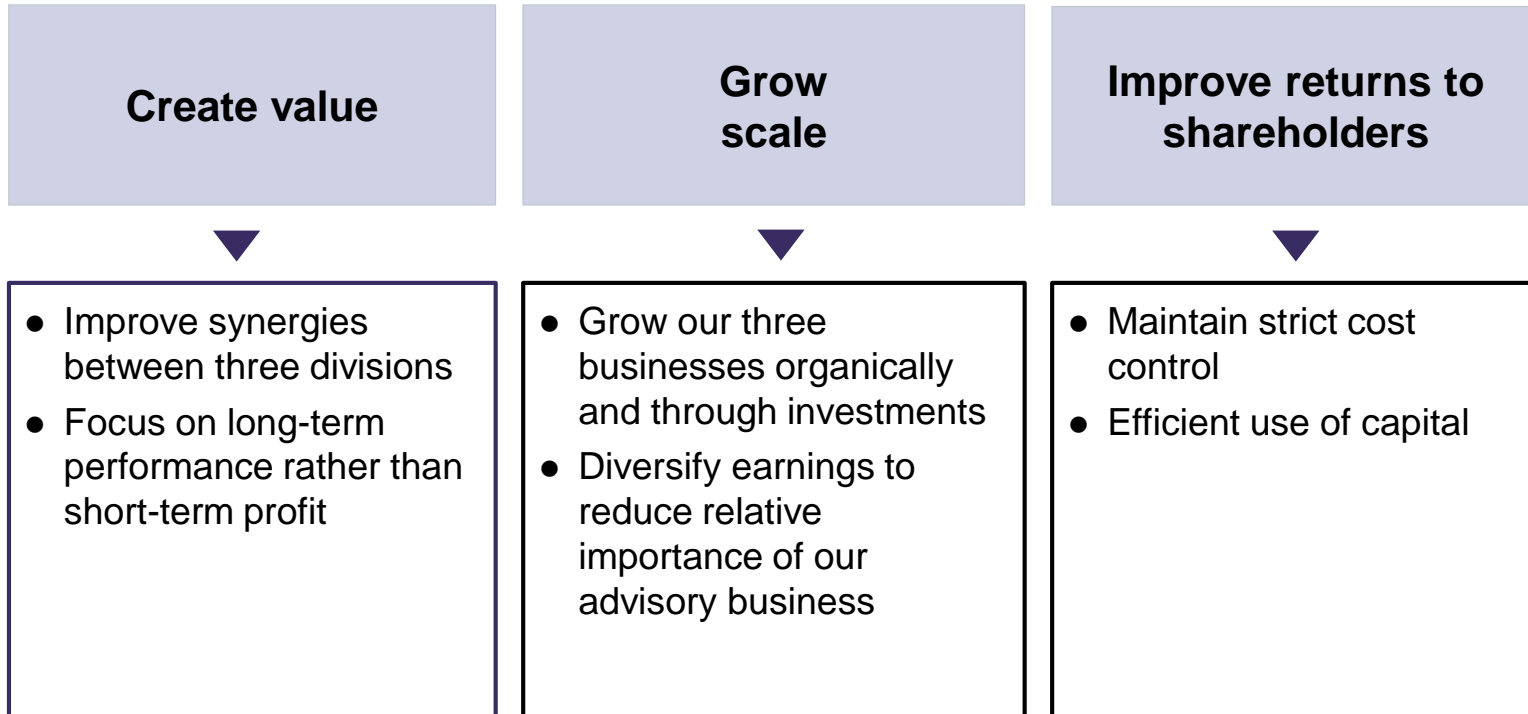 Create value
Grow
scale
Improve returns to
shareholders
● Improve synergies
between three divisions
● Focus on long-term
performance rather than
short-term profit
● Grow our three
businesses organically
and through investments
● Diversify earnings to
reduce relative
importance of our
advisory business
● Maintain strict cost
control
● Efficient use of capital